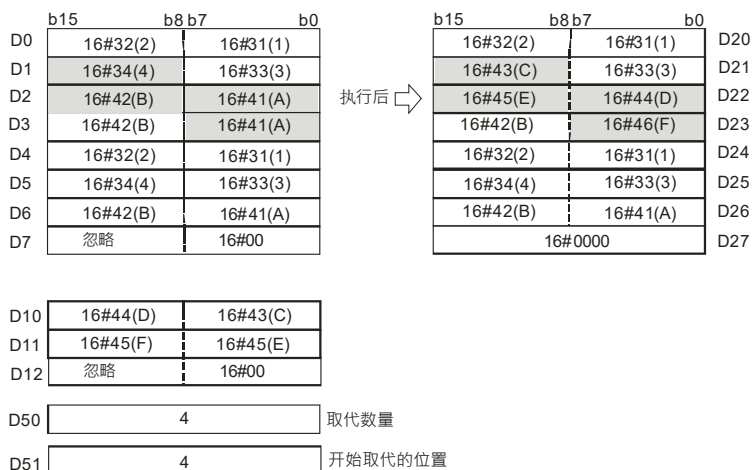 b15 b8 b7 b0 b15 b8 b7 b0
D0 16#32(2) 16#31(1) 16#32(2) 16#31(1) D20
D1 16#34(4) 16#33(3) 16#43(C) 16#33(3) D21
D2 16#42(B) 16#41(A) 执行后 16#45(E) 16#44(D) D22
D3 16#42(B) 16#41(A) 16#42(B) 16#46(F) D23
D4 16#32(2) 16#31(1) 16#32(2) 16#31(1) D24
D5 16#34(4) 16#33(3) 16#34(4) 16#33(3) D25
D6 16#42(B) 16#41(A) 16#42(B) 16#41(A) D26
D7 忽略 16#00 16#0000 D27
D10 16#44(D) 16#43(C)
D11 16#45(F) 16#45(E)
D12 忽略 16#00
D50 4 取代数量
D51 4 开始取代的位置